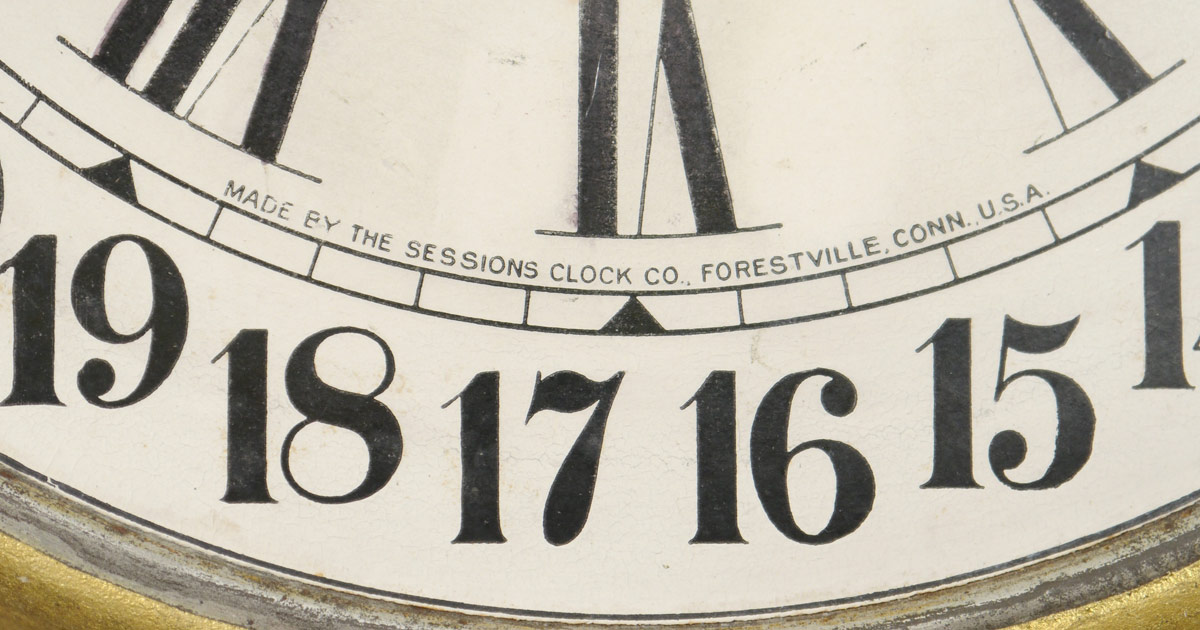 MADE BY THE SESSIONS CLOCK CO., FORESTVILLE, CONN., U.S.A.
19 18 17 16 15